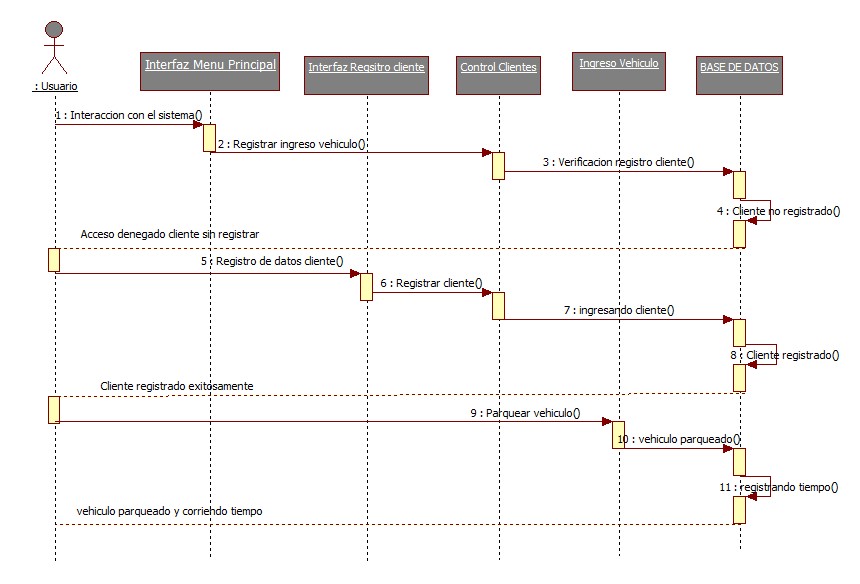 : Usuario
Interfaz Menu Principal
Interfaz Reqsitro cliente
Control Clientes
Ingreso Vehiculo
BASE DE DATOS
1 : Interaccion con el sistema()
2 : Registrar ingreso vehiculo()
3 : Verificacion registro cliente()
4 : Cliente no registrado()
Acceso denegado cliente sin registrar
5 : Registro de datos cliente()
6 : Registrar cliente()
7 : ingresando cliente()
8 : Cliente registrado()
Cliente registrado exitosamente
9 : Parquear vehiculo()
10 : vehiculo parqueado()
11 : registrando tiempo()
vehiculo parqueado y corriendo tiempo